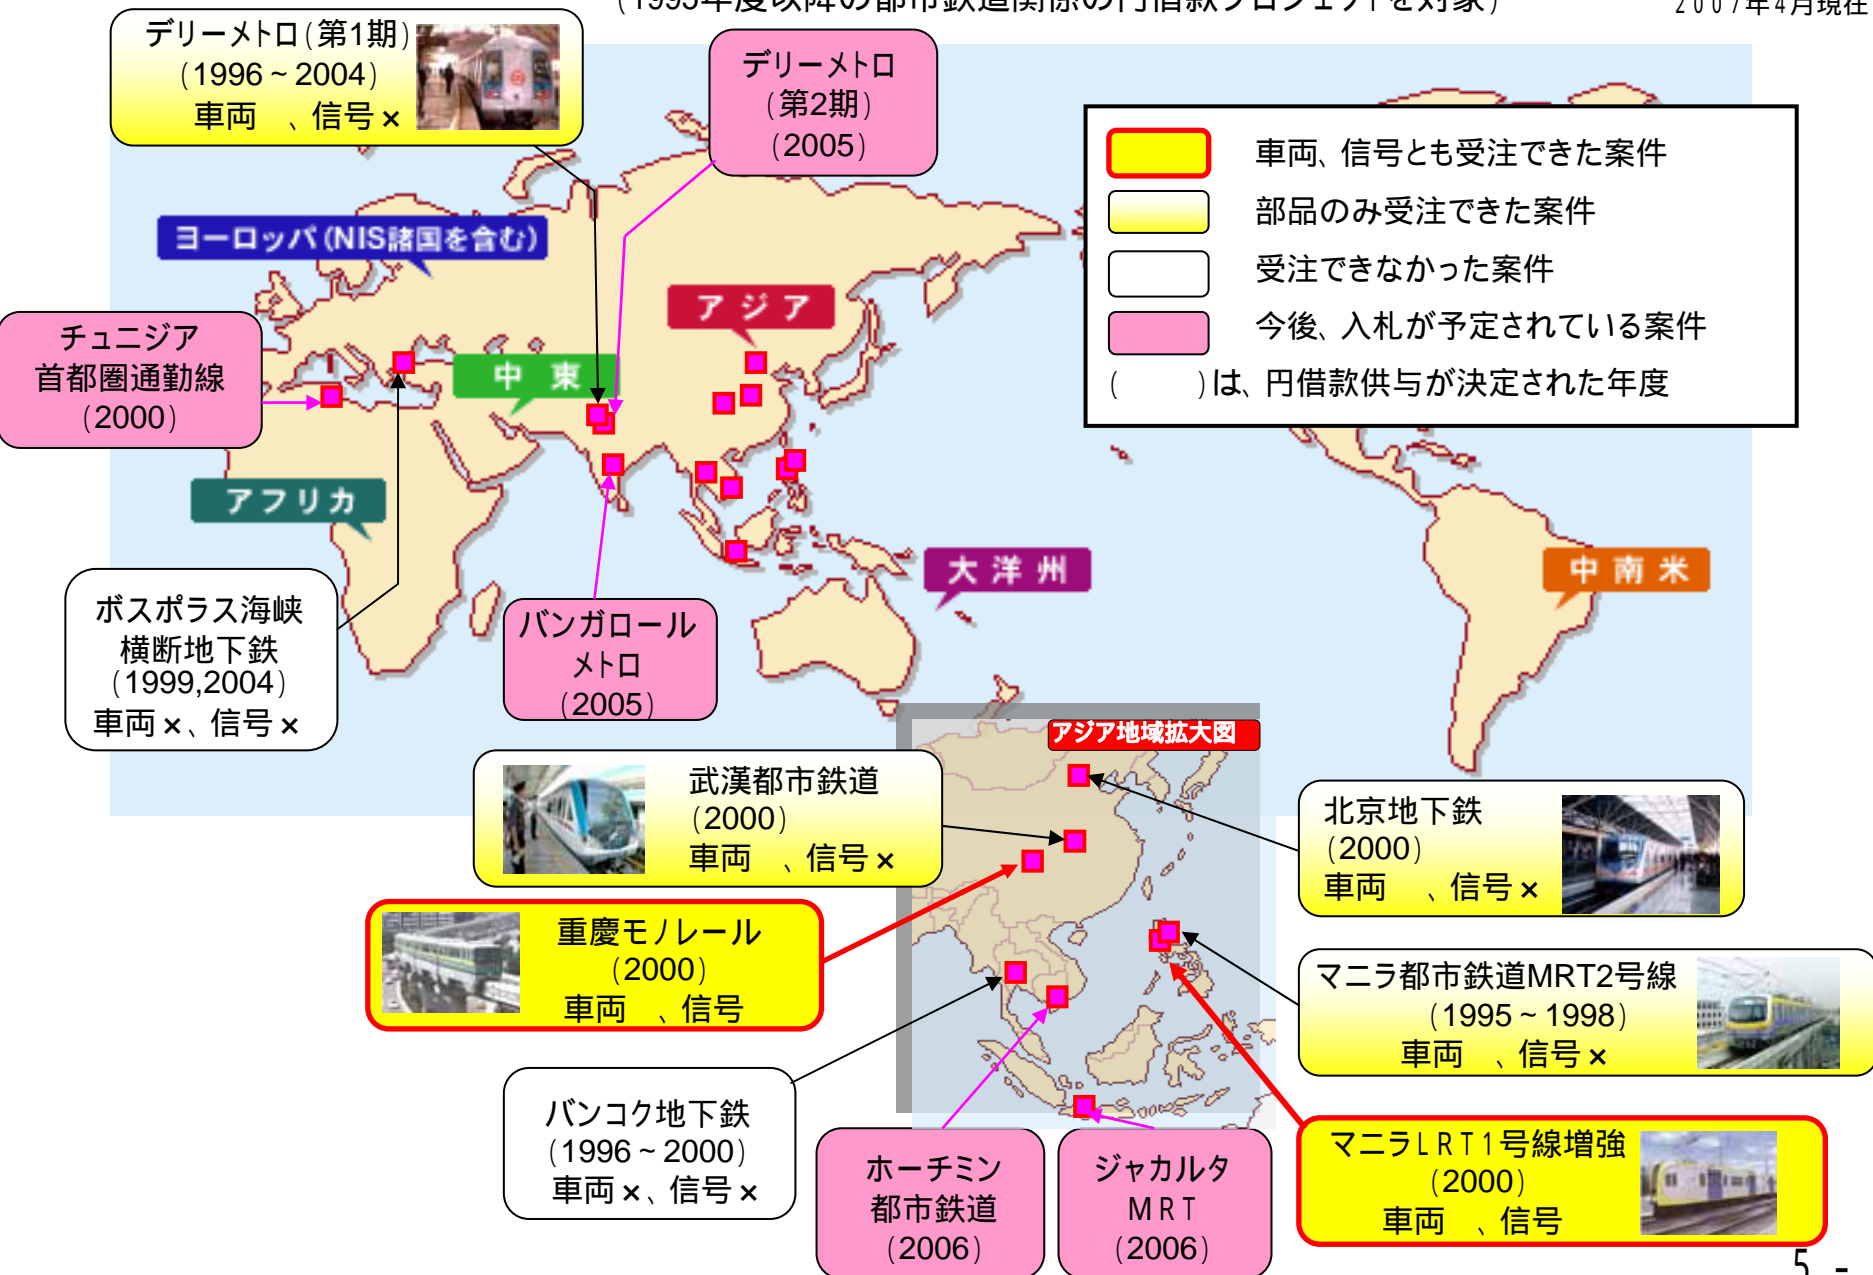 (1995年度以降の都市鉄道関係の円借款プロジェクトを対象)
2007年4月現在
デリーメトロ(第1期)
(1996~2004)
車両　、信号×
デリーメトロ
(第2期)
(2005)
車両、信号とも受注できた案件
部品のみ受注できた案件
受注できなかった案件
今後、入札が予定されている案件
(　　)は、円借款供与が決定された年度
ヨーロッパ(NIS諸国を含む)
アジア
中東
アフリカ
大洋州
中南米
チュニジア
首都圏通勤線
(2000)
ボスポラス海峡
横断地下鉄
(1999,2004)
車両×、信号×
バンガロール
メトロ
(2005)
アジア地域拡大図
武漢都市鉄道
(2000)
車両　、信号×
北京地下鉄
(2000)
車両　、信号×
重慶モノレール
(2000)
車両　、信号
マニラ都市鉄道MRT2号線
(1995~1998)
車両　、信号×
バンコク地下鉄
(1996~2000)
車両×、信号×
ホーチミン
都市鉄道
(2006)
ジャカルタ
MRT
(2006)
マニラLRT1号線増強
(2000)
車両　、信号
5 -